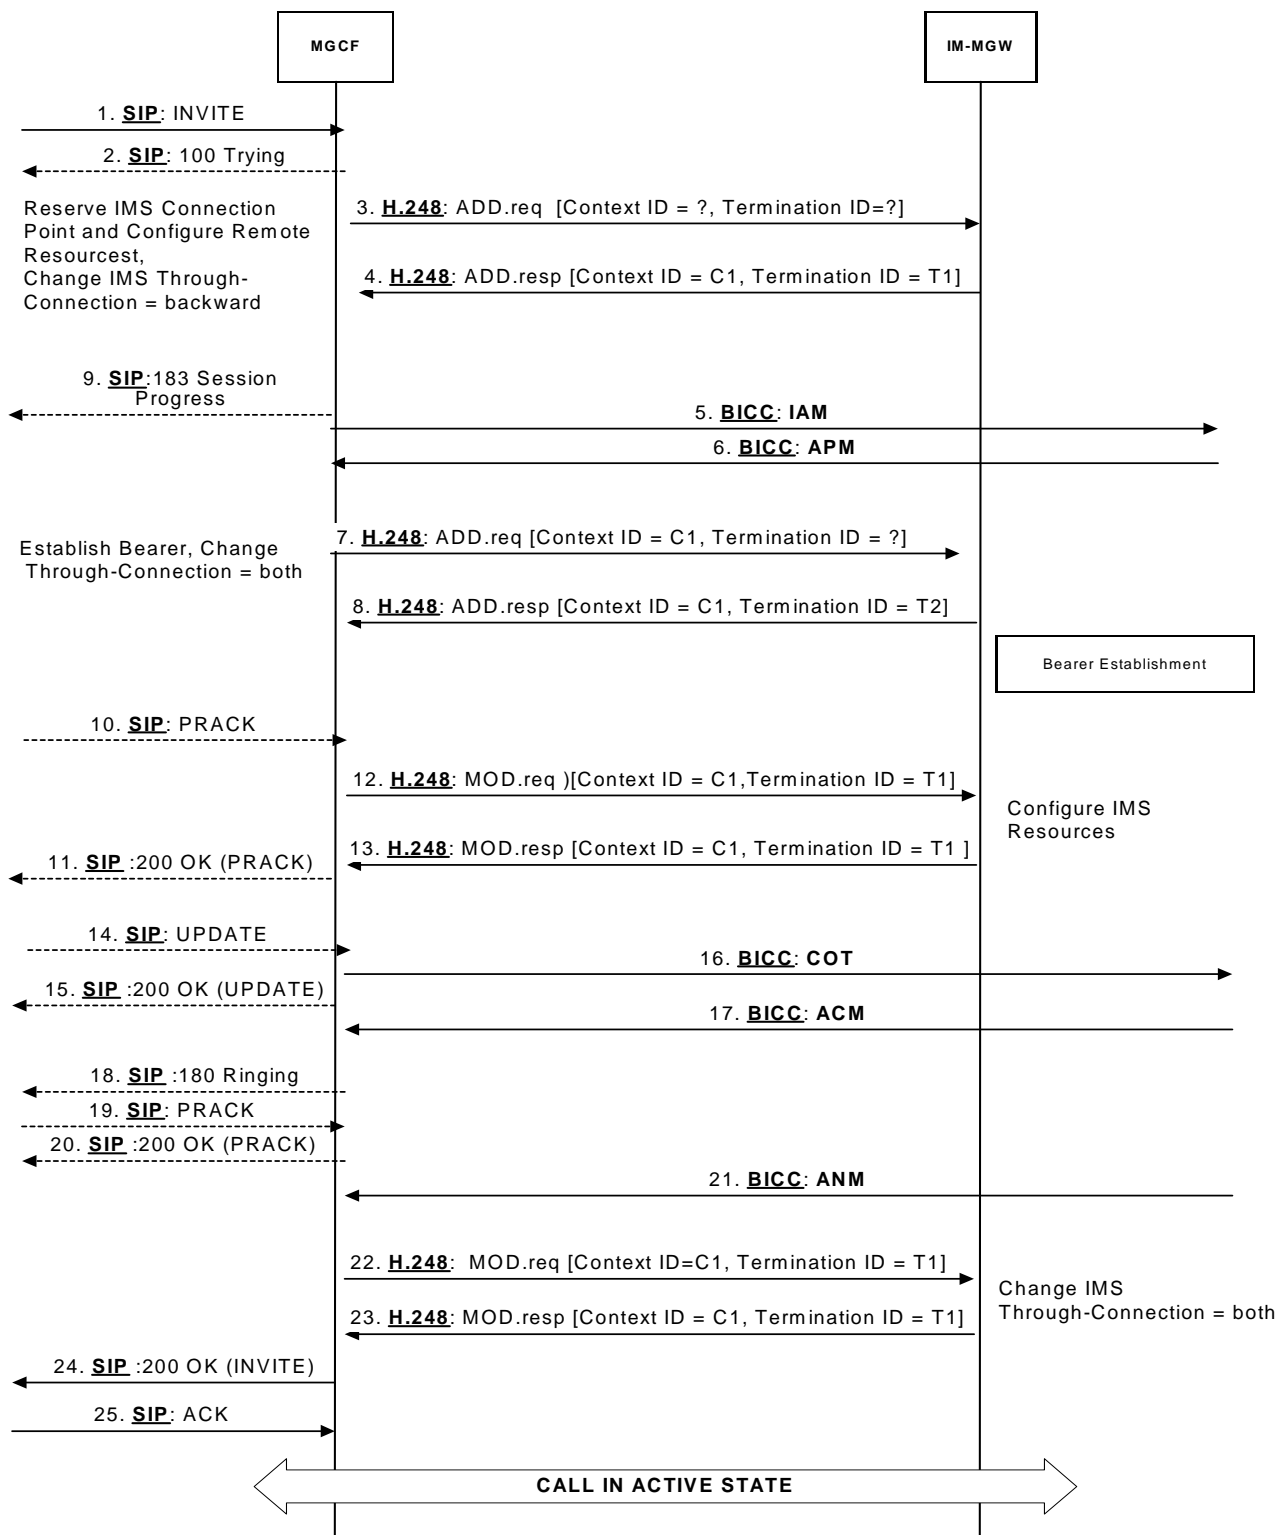 MGCF
IM-MGW
1. SIP: INVITE
2. SIP: 100 Trying
3. H.248: ADD.req [Context ID = ?, Termination ID=?]
Reserve IMS Connection
Point and Configure Remote
Resourcest,
Change IMS Through-
Connection = backward
4. H.248: ADD.resp [Context ID = C1, Termination ID = T1]
9. SIP:183 Session
Progress
5. BICC: IAM
6. BICC: APM
7. H.248: ADD.req [Context ID = C1, Termination ID = ?]
Establish Bearer, Change
Through-Connection = both
8. H.248: ADD.resp [Context ID = C1, Termination ID = T2]
Bearer Establishment
10. SIP: PRACK
12. H.248: MOD.req )[Context ID = C1,Termination ID = T1]
Configure IMS
Resources
13. H.248: MOD.resp [Context ID = C1, Termination ID = T1 ]
11. SIP :200 OK (PRACK)
14. SIP: UPDATE
16. BICC: COT
15. SIP :200 OK (UPDATE)
17. BICC: ACM
18. SIP :180 Ringing
19. SIP: PRACK
20. SIP :200 OK (PRACK)
21. BICC: ANM
22. H.248: MOD.req [Context ID=C1, Termination ID = T1]
Change IMS
Through-Connection = both
23. H.248: MOD.resp [Context ID = C1, Termination ID = T1]
24. SIP :200 OK (INVITE)
25. SIP: ACK
CALL IN ACTIVE STATE